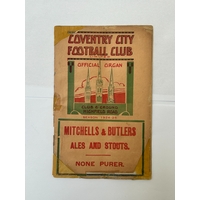 COVENTRY CITY
FOOTBALL CLUB
OFFICIAL ORGAN
MITCHELLS & BUTLERS
ALES AND STOUTS.
NONE PURER.